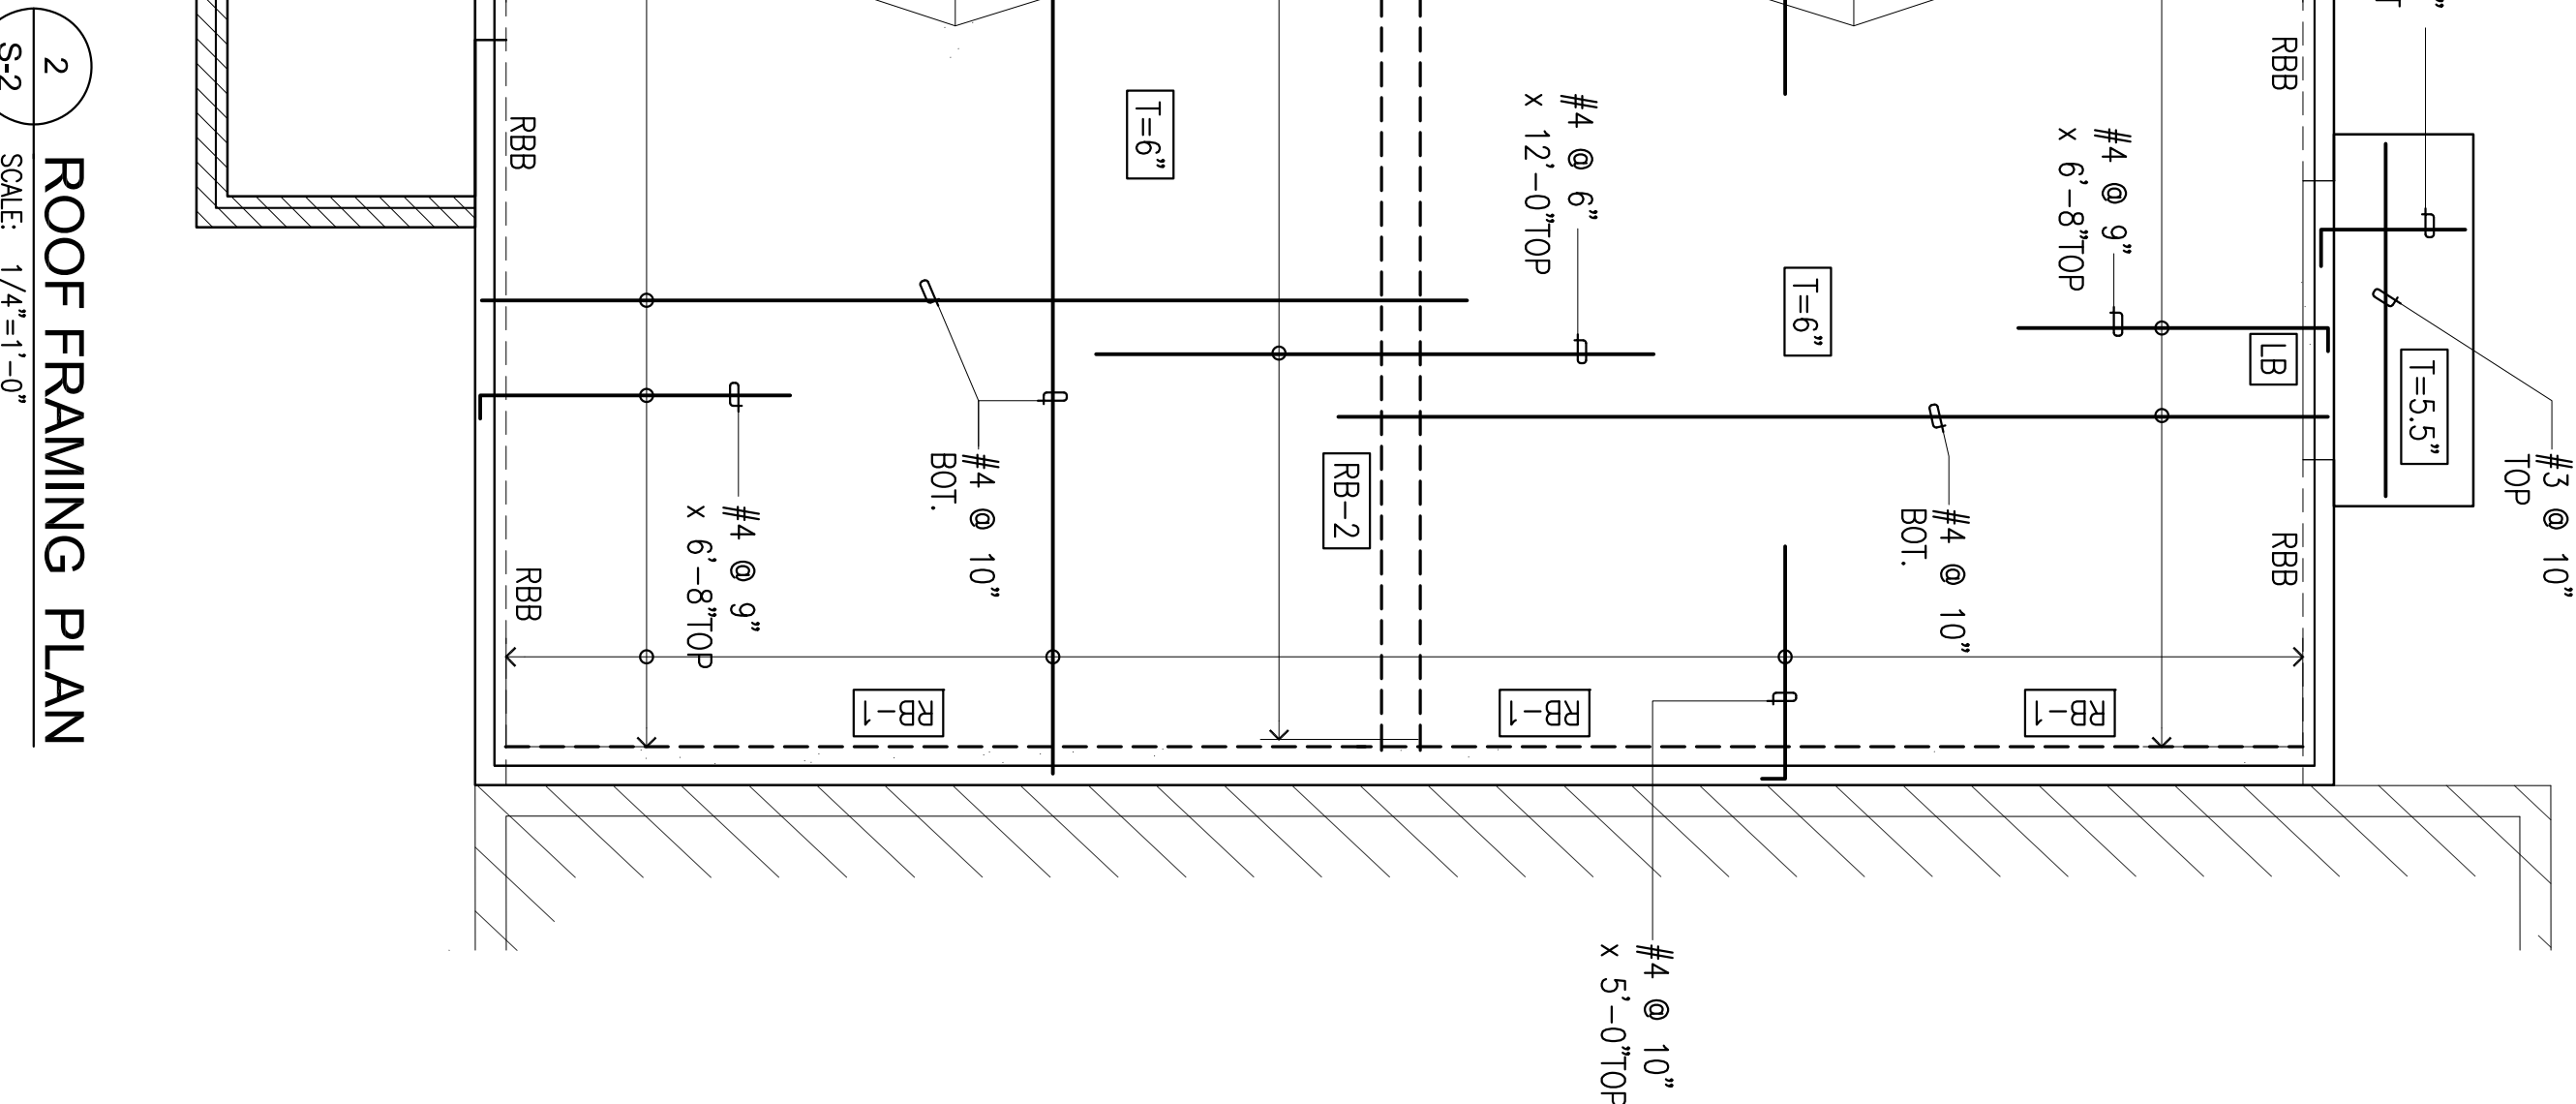 2
S-2
ROOF FRAMING PLAN
SCALE: 1/4”=1’-0”
RBB
RBB
#4 @ 9”
x 6’-8”TOP
#4 @ 10”
BOT.
T=6”
RB-2
#4 @ 6”
x 12’-0”TOP
T=6”
#4 @ 10”
BOT.
#4 @ 9”
x 6’-8”TOP
RBB
RBB
LB
T=5.5”
#3 @ 10”
TOP
RB-1
RB-1
RB-1
#4 @ 10”
x 5’-0”TOP